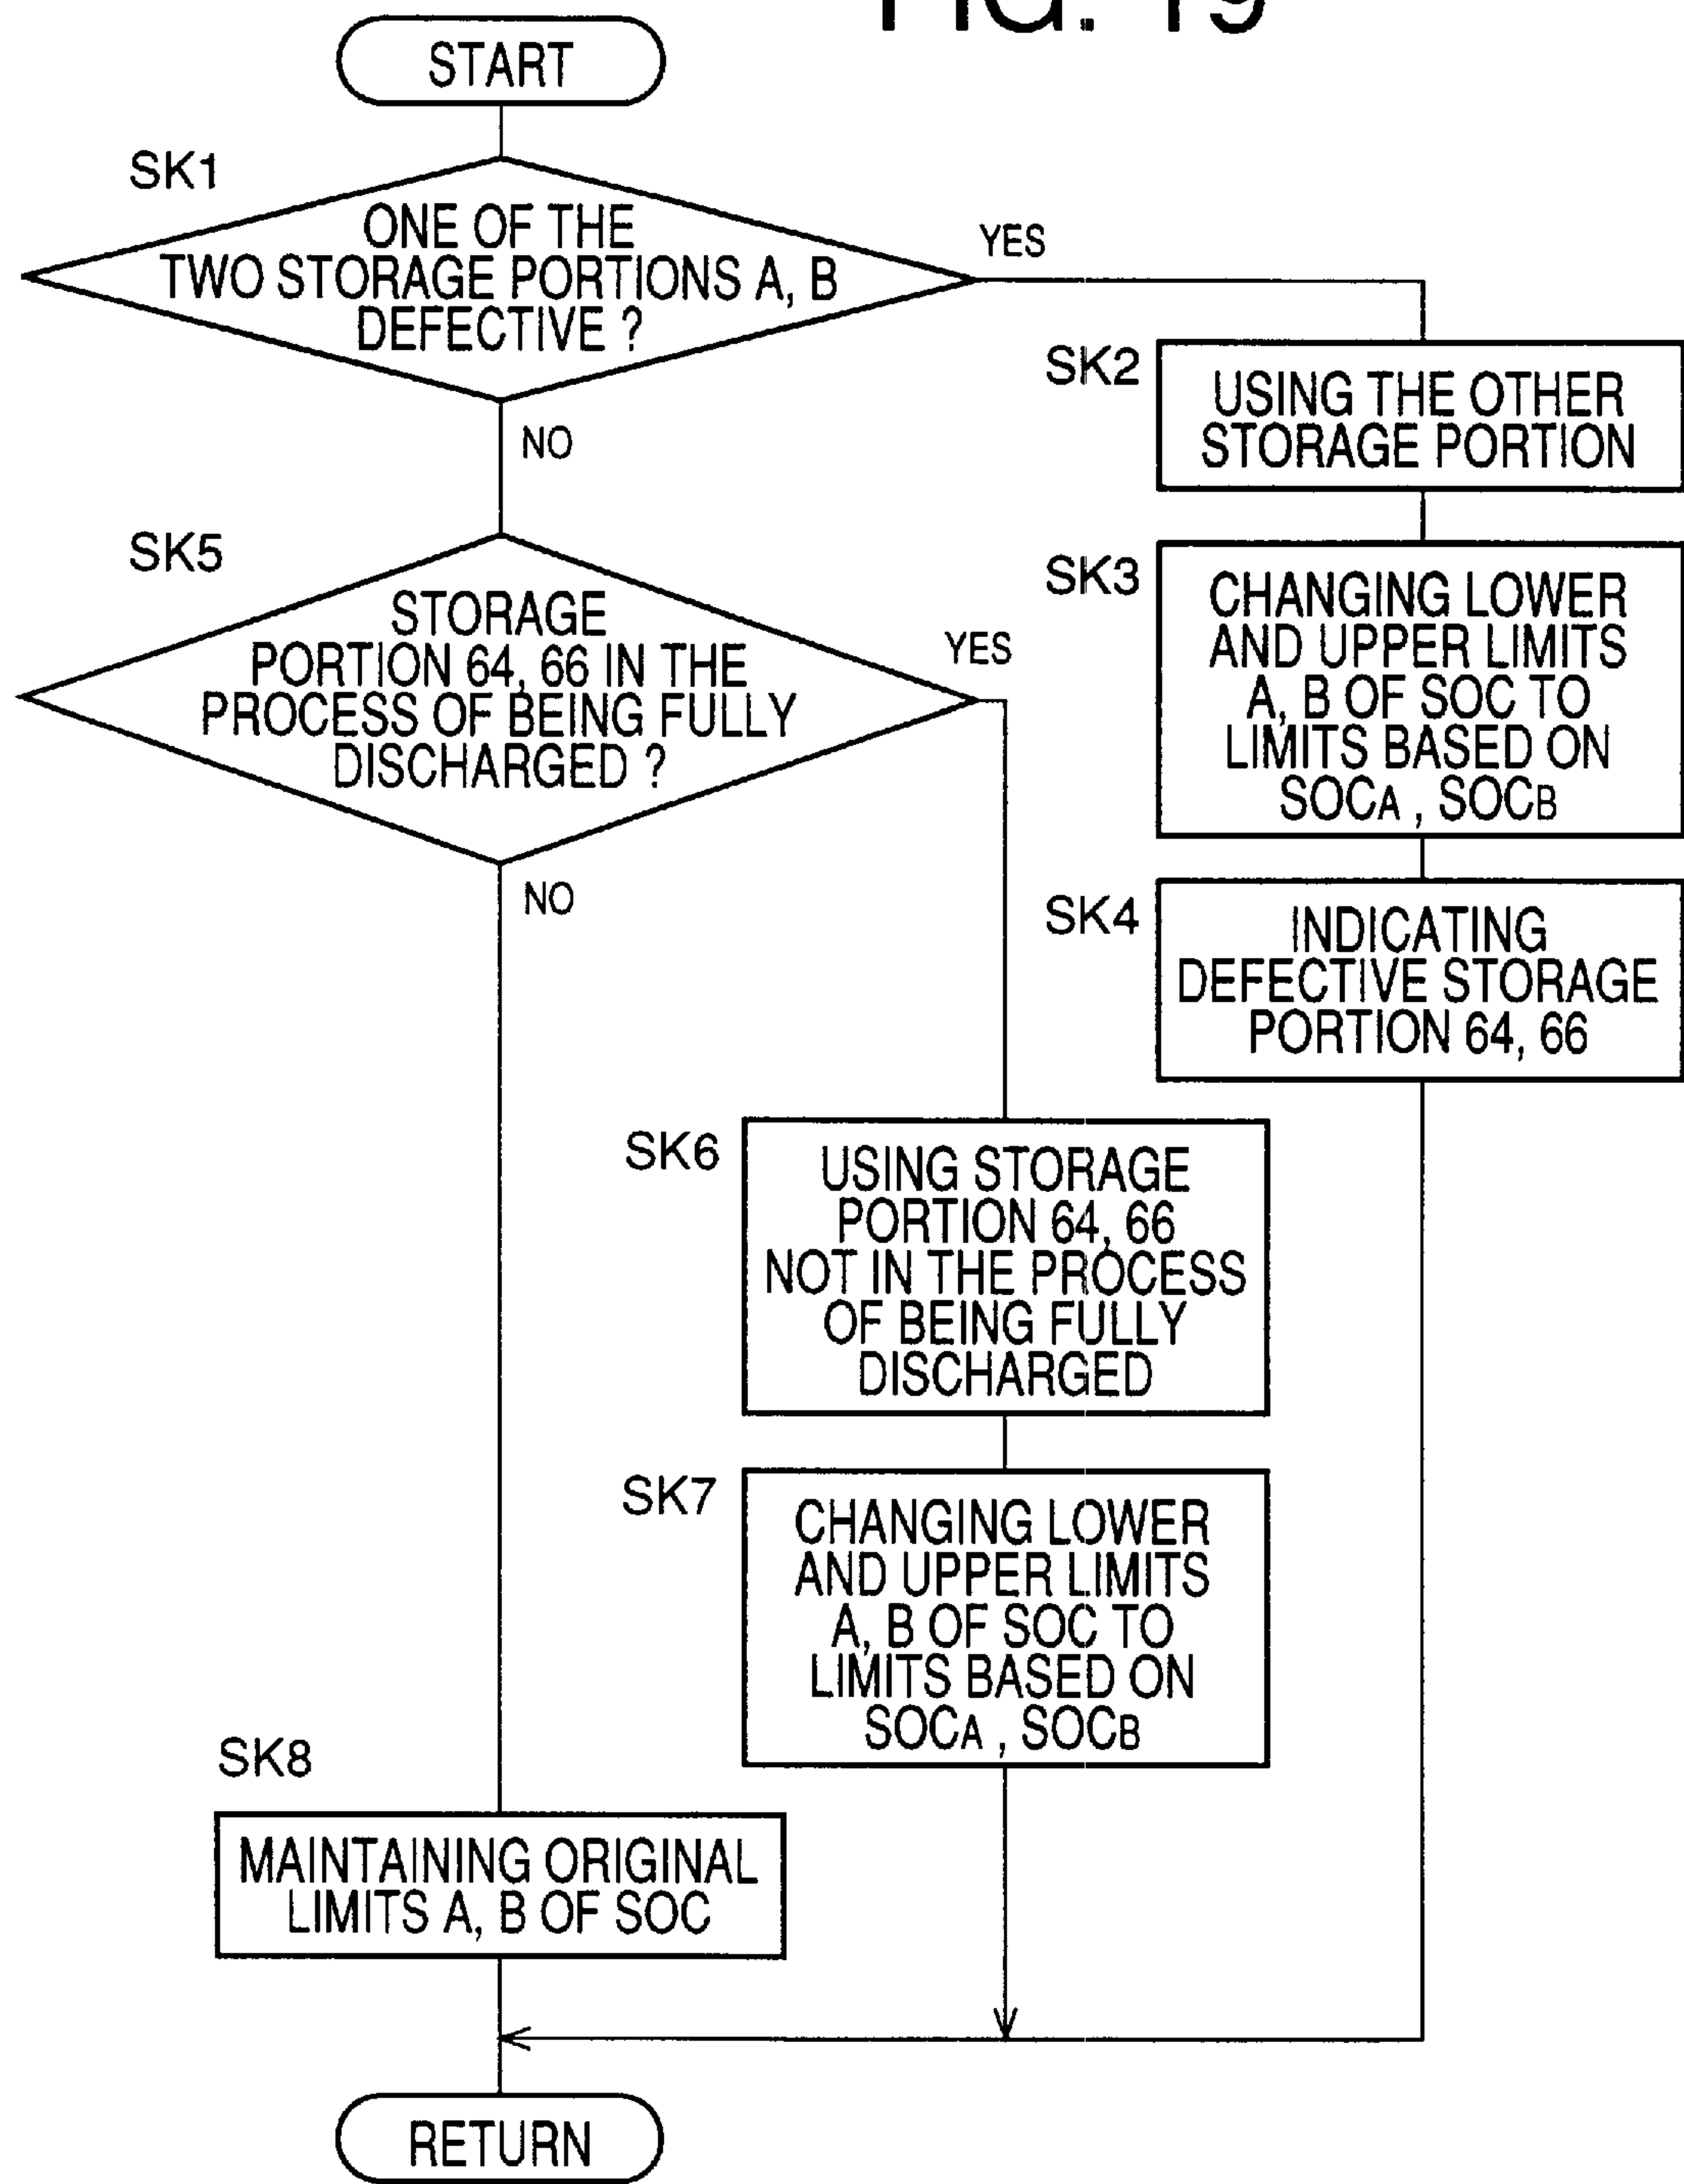 FIG. 19
START
SK1
ONE OF THE
TWO STORAGE PORTIONS A, B
DEFECTIVE ?
YES
NO
SK2
USING THE OTHER
STORAGE PORTION
SK3
CHANGING LOWER
AND UPPER LIMITS
A, B OF SOC TO
LIMITS BASED ON
SOCA , SOCB
SK4
INDICATING
DEFECTIVE STORAGE
PORTION 64, 66
SK5
STORAGE
PORTION 64, 66 IN THE
PROCESS OF BEING FULLY
DISCHARGED ?
YES
NO
SK6
USING STORAGE
PORTION 64, 66
NOT IN THE PROCESS
OF BEING FULLY
DISCHARGED
SK7
CHANGING LOWER
AND UPPER LIMITS
A, B OF SOC TO
LIMITS BASED ON
SOCA , SOCB
SK8
MAINTAINING ORIGINAL
LIMITS A, B OF SOC
RETURN